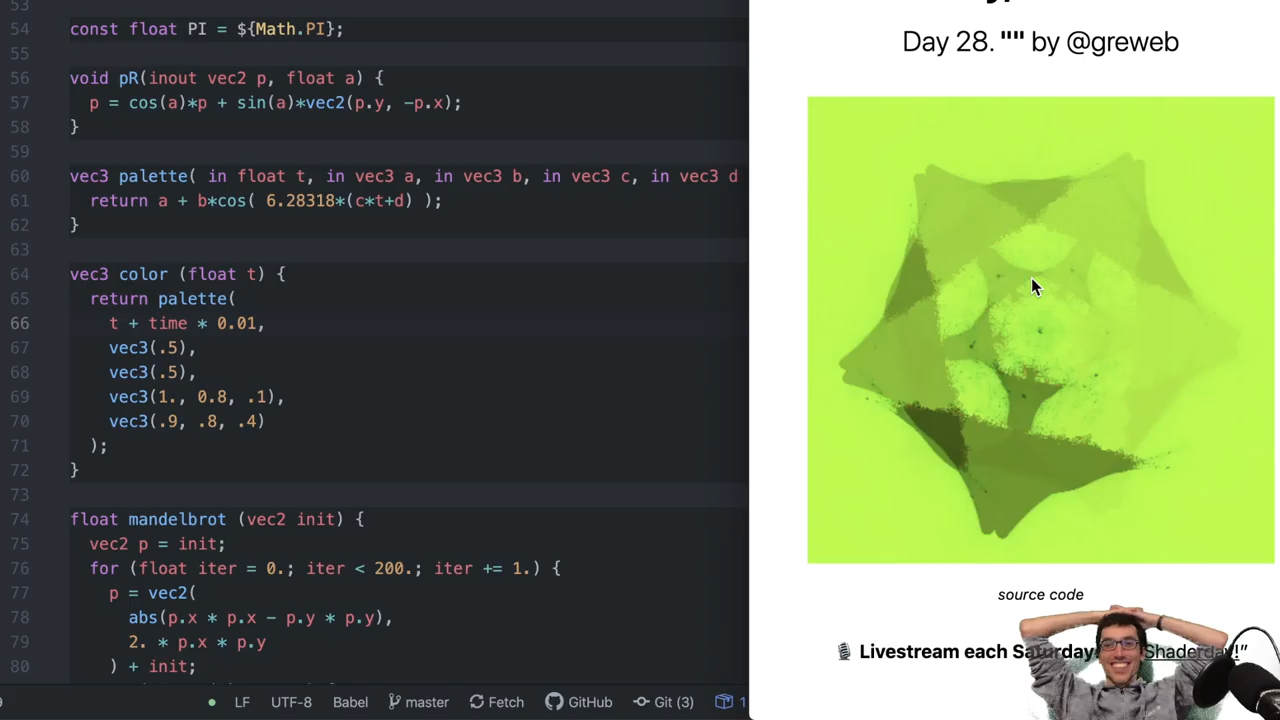 53
54 const float PI = ${Math.PI};
55
56 void pR(inout vec2 p, float a) {
57 p = cos(a)*p + sin(a)*vec2(p.y, -p.x);
58 }
59
60 vec3 palette( in float t, in vec3 a, in vec3 b, in vec3 c, in vec3 d
61 return a + b*cos( 6.28318*(c*t+d) );
62 }
63
64 vec3 color (float t) {
65 return palette(
66 t + time * 0.01,
67 vec3(.5),
68 vec3(.5),
69 vec3(1., 0.8, .1),
70 vec3(.9, .8, .4)
71 );
72 }
73
74 float mandelbrot (vec2 init) {
75 vec2 p = init;
76 for (float iter = 0.; iter < 200.; iter += 1.) {
77 p = vec2(
78 abs(p.x * p.x - p.y * p.y),
79 2. * p.x * p.y
80 ) + init;
9 LF UTF-8 Babel master Fetch GitHub Git (3) 1
Day 28. "" by @greweb
source code
🎙 Livestream each Saturday Shaderday!”